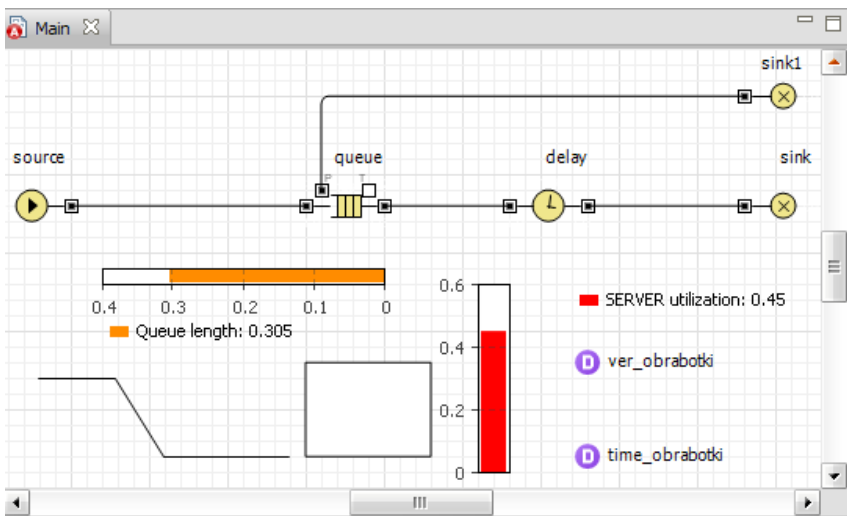 Main
sink1
source
queue
delay
sink
P
T
0.4
0.3
0.2
0.1
0
Queue length: 0.305
0.6
0.4
0.2
0
SERVER utilization: 0.45
D ver_obrabotki
D time_obrabotki